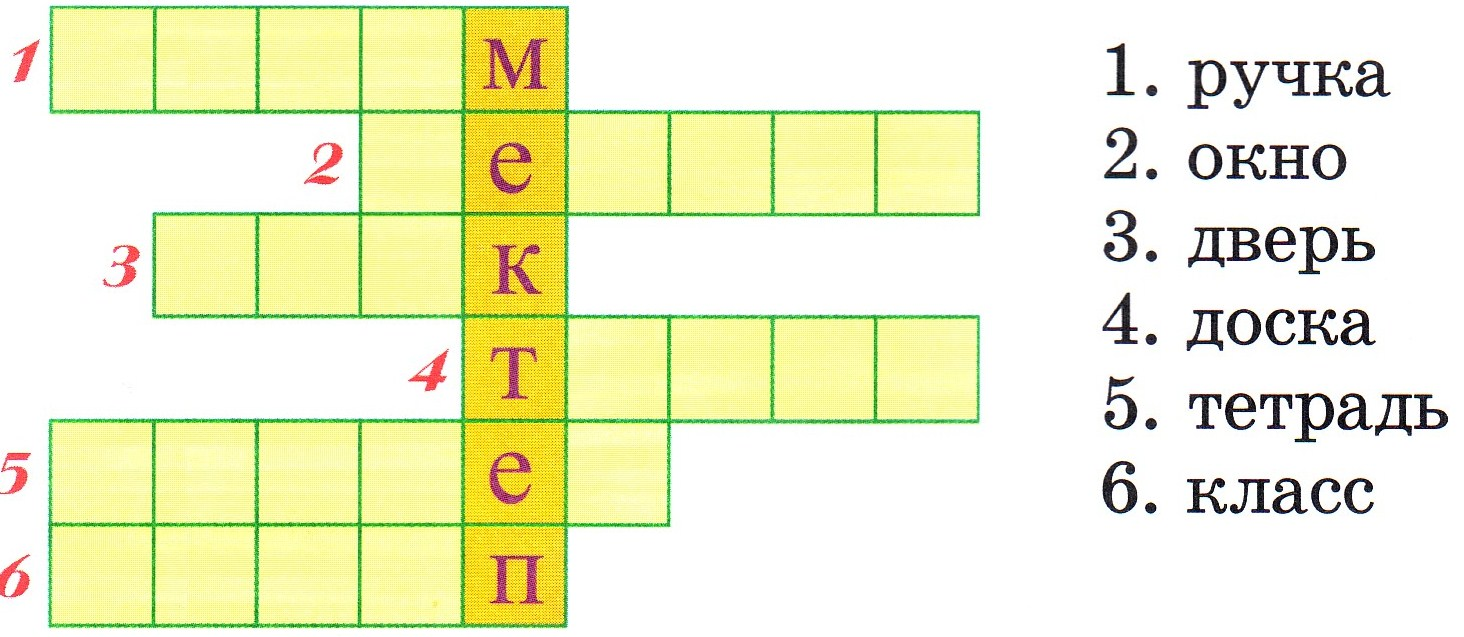 1 м
2 е
3 к
4 т
5 е
6 п
1. ручка
2. окно
3. дверь
4. доска
5. тетрадь
6. класс